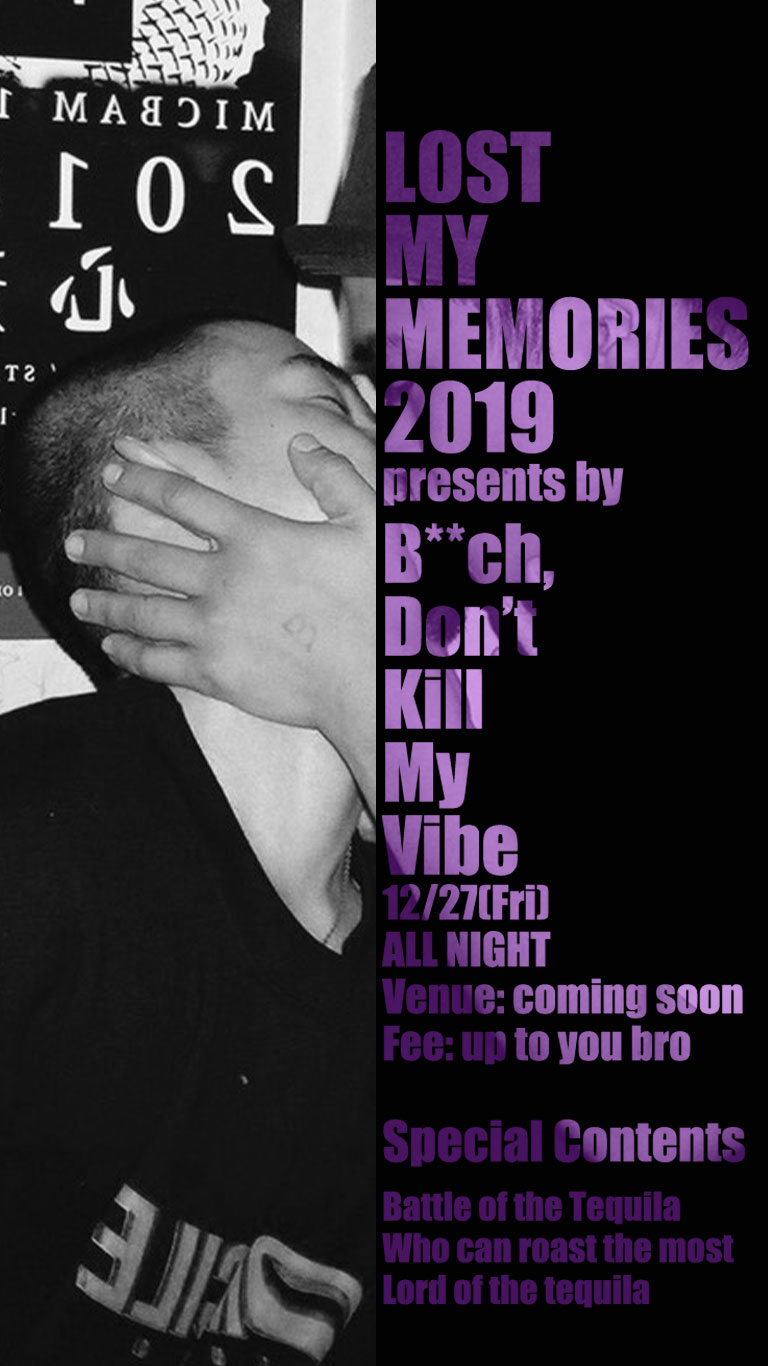 MICBAM 1
201
心
ST
LOST
MY
MEMORIES
2019
presents by
B**ch,
Don't
Kill
My
Vibe
12/27(Fri)
ALL NIGHT
Venue: coming soon
Fee: up to you bro
Special Contents
Battle of the Tequila
Who can roast the most
Lord of the tequila